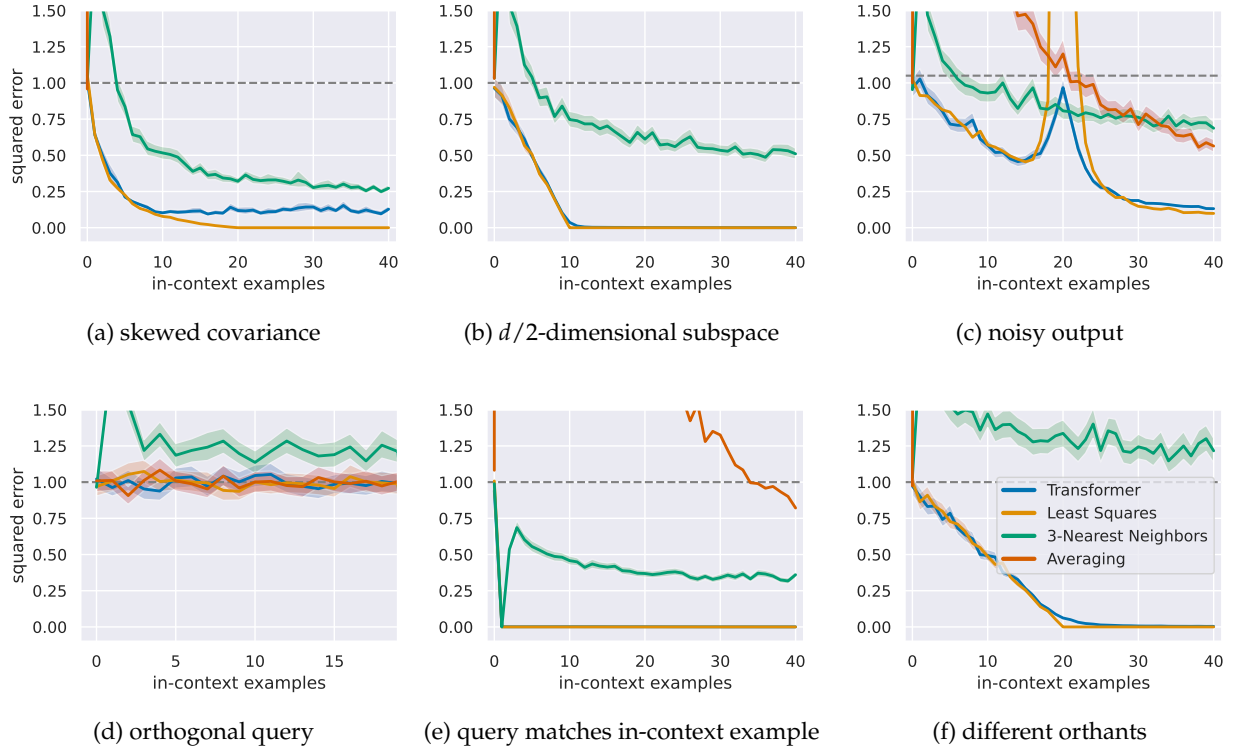 1.50
1.25
1.00
0.75
0.50
0.25
0.00
squared error
0 10 20 30 40
in-context examples
(a) skewed covariance
1.50
1.25
1.00
0.75
0.50
0.25
0.00
0 10 20 30 40
in-context examples
(b) d/2-dimensional subspace
1.50
1.25
1.00
0.75
0.50
0.25
0.00
0 10 20 30 40
in-context examples
(c) noisy output
1.50
1.25
1.00
0.75
0.50
0.25
0.00
squared error
0 5 10 15
in-context examples
(d) orthogonal query
1.50
1.25
1.00
0.75
0.50
0.25
0.00
0 10 20 30 40
in-context examples
(e) query matches in-context example
1.50
1.25
1.00
0.75
0.50
0.25
0.00
Transformer
Least Squares
3-Nearest Neighbors
Averaging
0 10 20 30 40
in-context examples
(f) different orthants